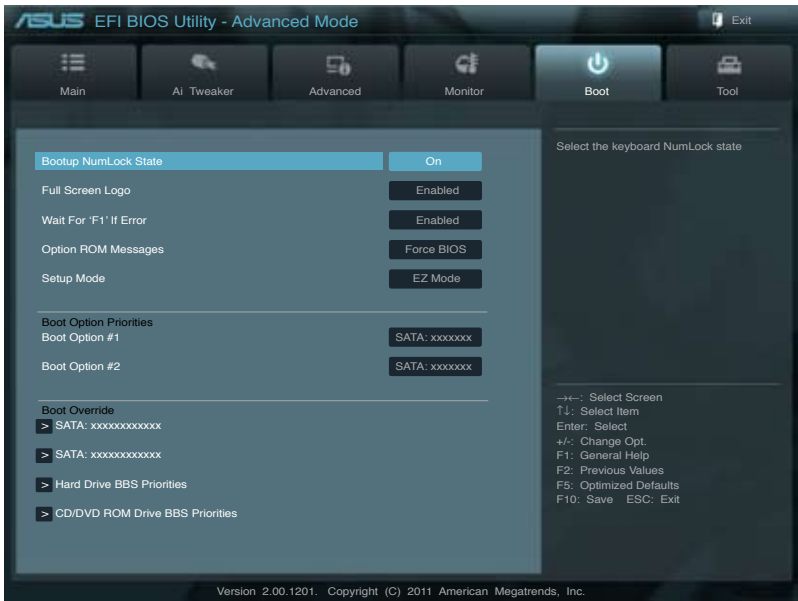 ASUS EFI BIOS Utility - Advanced Mode
Exit
Main
Ai Tweaker
Advanced
Monitor
Boot
Tool
Bootup NumLock State On
Full Screen Logo Enabled
Wait For ‘F1’ If Error Enabled
Option ROM Messages Force BIOS
Setup Mode EZ Mode
Boot Option Priorities
Boot Option #1 SATA: xxxxxxx
Boot Option #2 SATA: xxxxxxx
Boot Override
> SATA: xxxxxxxxxxxx
> SATA: xxxxxxxxxxxx
> Hard Drive BBS Priorities
> CD/DVD ROM Drive BBS Priorities
Select the keyboard NumLock state
→←: Select Screen
↑↓: Select Item
Enter: Select
+/-: Change Opt.
F1: General Help
F2: Previous Values
F5: Optimized Defaults
F10: Save ESC: Exit
Version 2.00.1201. Copyright (C) 2011 American Megatrends, Inc.